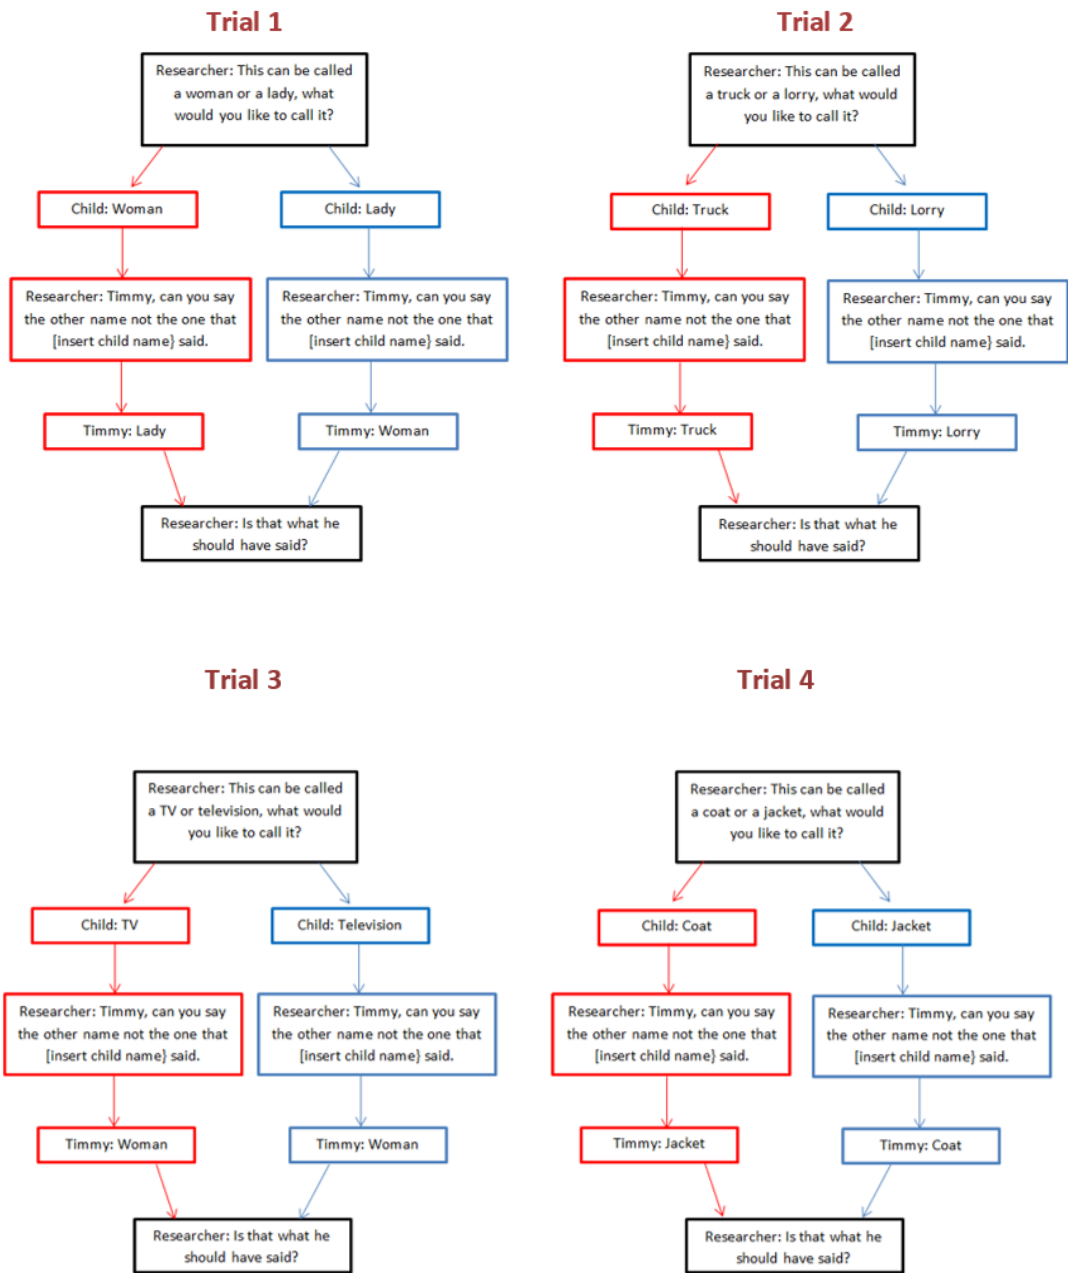 Trial 1
Researcher: This can be called
a woman or a lady, what
would you like to call it?
Child: Woman
Child: Lady
Researcher: Timmy, can you say
the other name not the one that
[insert child name} said.
Researcher: Timmy, can you say
the other name not the one that
[insert child name} said.
Timmy: Lady
Timmy: Woman
Researcher: Is that what he
should have said?
Trial 2
Researcher: This can be called
a truck or a lorry, what would
you like to call it?
Child: Truck
Child: Lorry
Researcher: Timmy, can you say
the other name not the one that
[insert child name} said.
Researcher: Timmy, can you say
the other name not the one that
[insert child name} said.
Timmy: Truck
Timmy: Lorry
Researcher: Is that what he
should have said?
Trial 3
Researcher: This can be called
a TV or television, what would
you like to call it?
Child: TV
Child: Television
Researcher: Timmy, can you say
the other name not the one that
[insert child name} said.
Researcher: Timmy, can you say
the other name not the one that
[insert child name} said.
Timmy: Woman
Timmy: Woman
Researcher: Is that what he
should have said?
Trial 4
Researcher: This can be called
a coat or a jacket, what would
you like to call it?
Child: Coat
Child: Jacket
Researcher: Timmy, can you say
the other name not the one that
[insert child name} said.
Researcher: Timmy, can you say
the other name not the one that
[insert child name} said.
Timmy: Jacket
Timmy: Coat
Researcher: Is that what he
should have said?